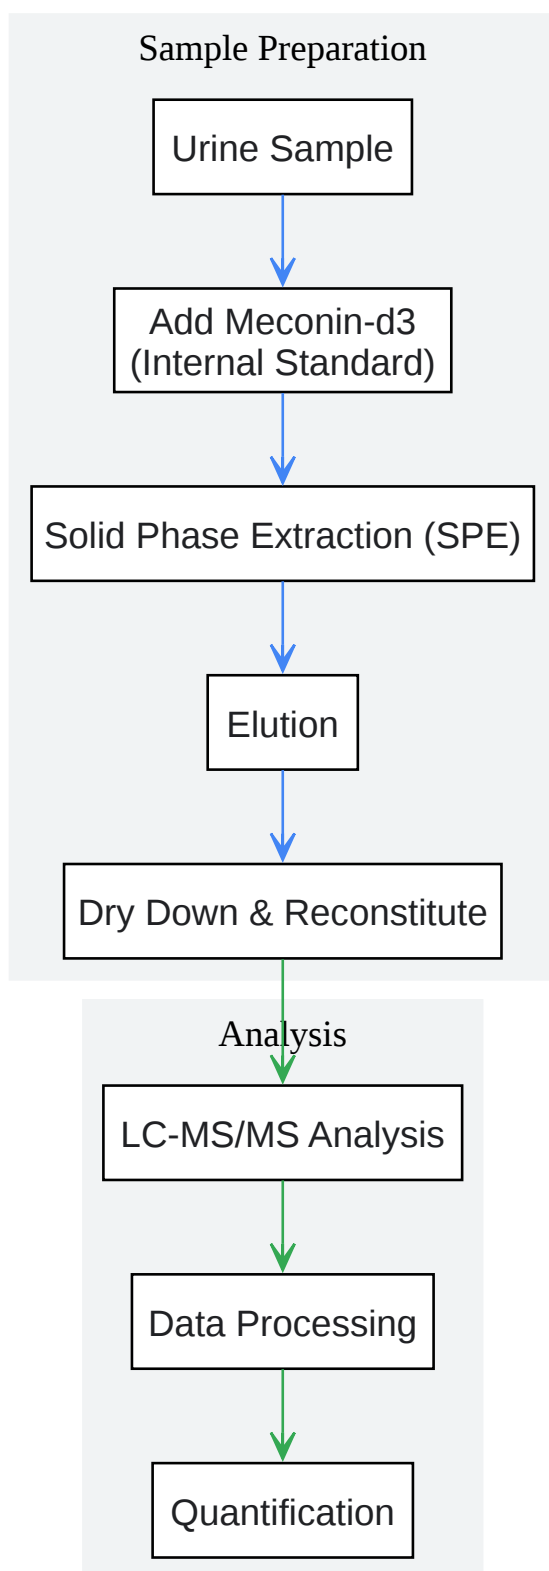 Sample Preparation
Urine Sample
Add Meconin-d3
(Internal Standard)
Solid Phase Extraction (SPE)
Elution
Dry Down & Reconstitute
Analysis
LC-MS/MS Analysis
Data Processing
Quantification